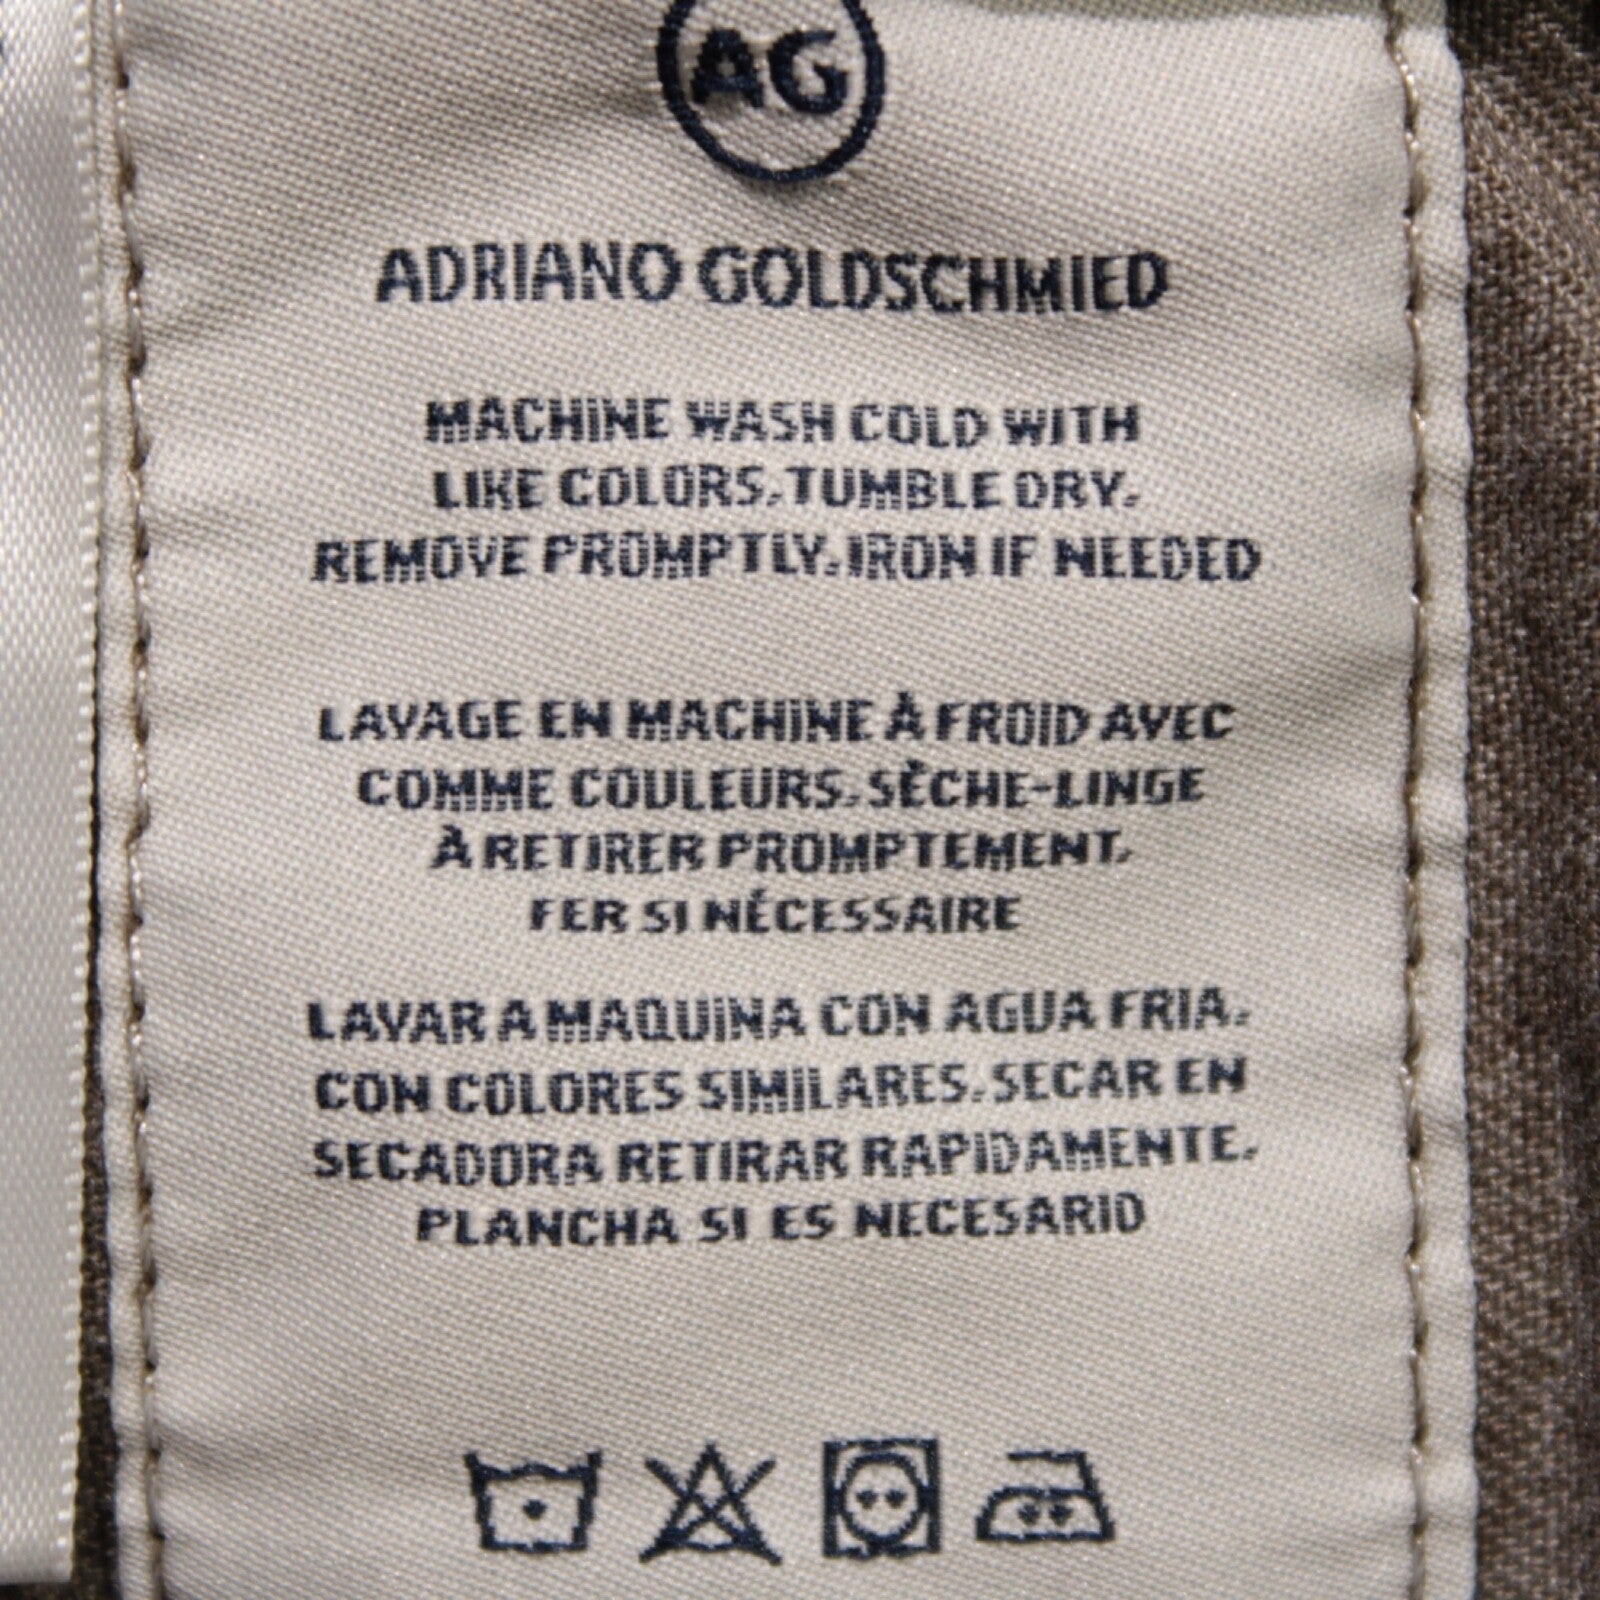 AG
ADRIANO GOLDSCHMIED
MACHINE WASH COLD WITH
LIKE COLORS. TUMBLE DRY.
REMOVE PROMPTLY. IRON IF NEEDED
LAVAGE EN MACHINE À FROID AVEC
COMME COULEURS. SÈCHE-LINGE
À RETIRER PROMPTEMENT.
FER SI NÉCESSAIRE
LAVAR A MAQUINA CON AGUA FRIA.
CON COLORES SIMILARES. SECAR EN
SECADORA RETIRAR RAPIDAMENTE.
PLANCHA SI ES NECESARIO